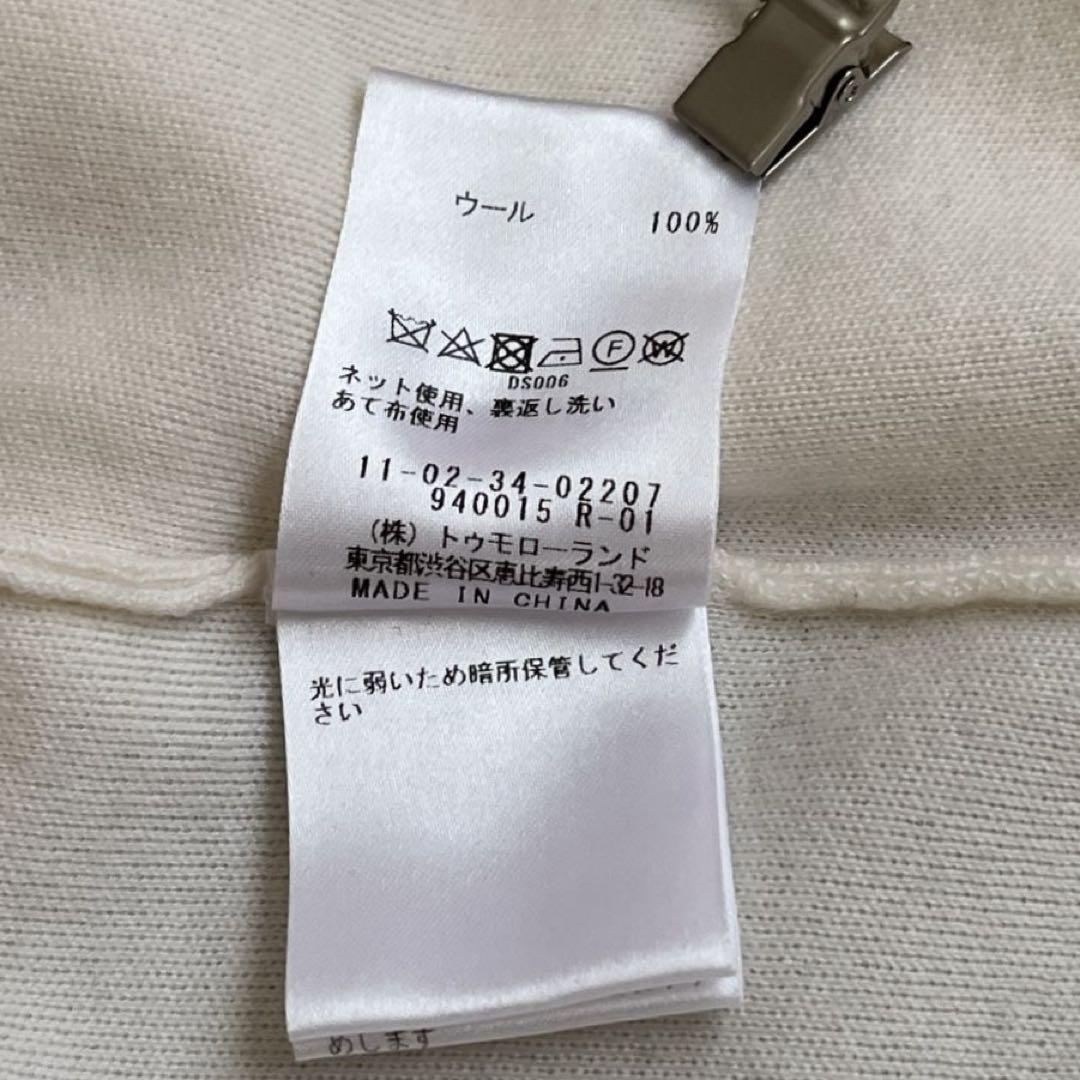 ウール 100%
F W
DS006
ネット使用、裏返し洗い
あて布使用
11-02-34-02207
940015 R-01
(株) トゥモローランド
東京都渋谷区恵比寿西1-32-18
MADE IN CHINA
光に弱いため暗所保管してくだ
さい
めします